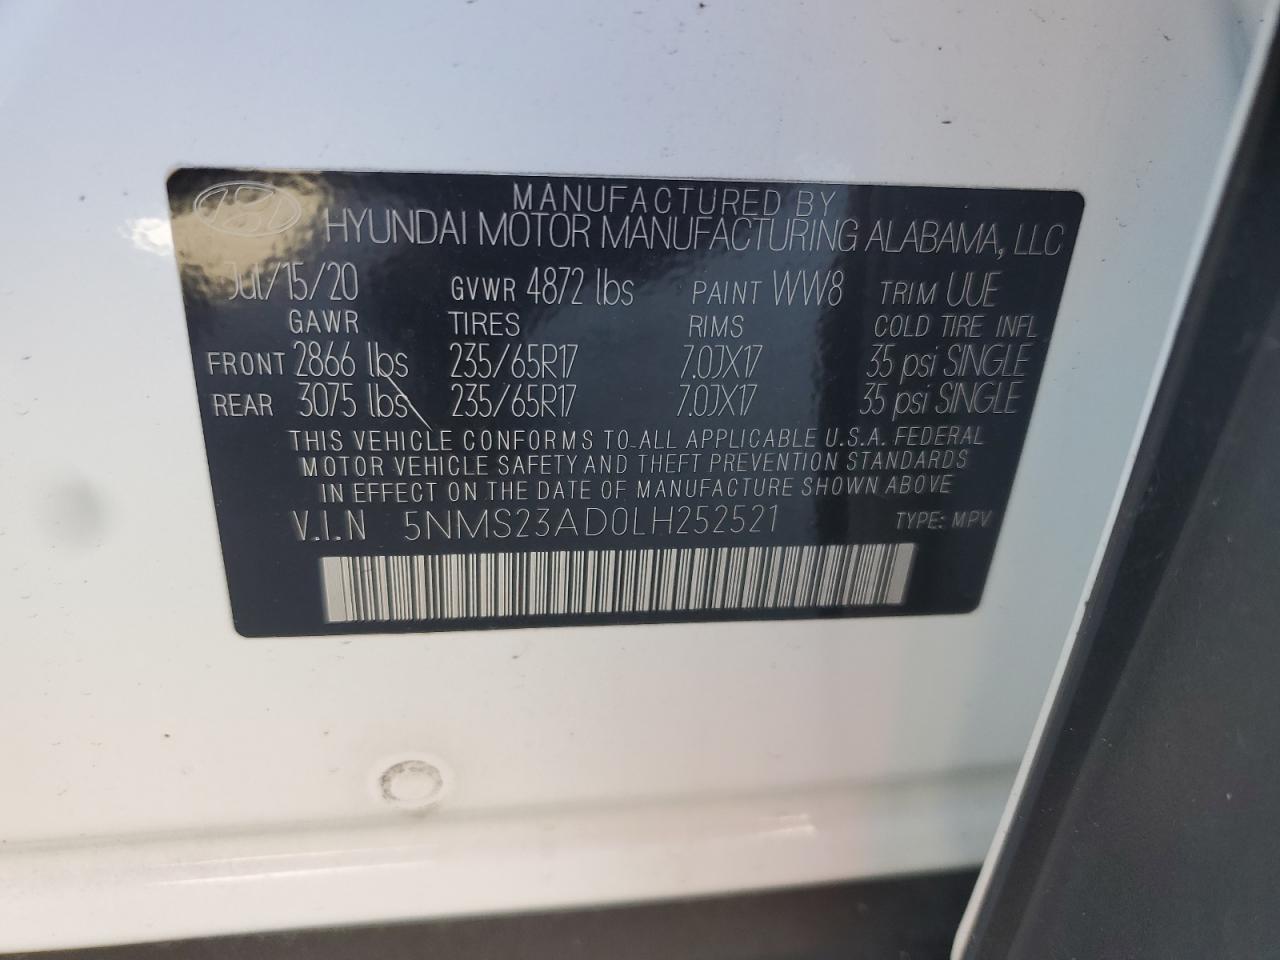 MANUFACTURED BY
HYUNDAI MOTOR MANUFACTURING ALABAMA, LLC
Jul/15/20 GVWR 4872 lbs PAINT WW8 TRIM UUE
GAWR TIRES RIMS COLD TIRE INFL
FRONT 2866 lbs 235/65R17 7.0JX17 35 psi SINGLE
REAR 3075 lbs 235/65R17 7.0JX17 35 psi SINGLE
THIS VEHICLE CONFORMS TO ALL APPLICABLE U.S.A. FEDERAL
MOTOR VEHICLE SAFETY AND THEFT PREVENTION STANDARDS
IN EFFECT ON THE DATE OF MANUFACTURE SHOWN ABOVE
V.I.N 5NMS23AD0LH252521 TYPE: MPV